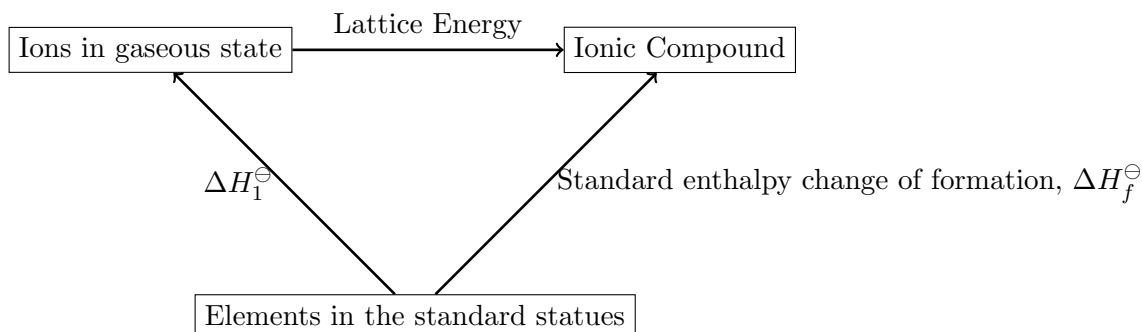 Lattice Energy
Ions in gaseous state
Ionic Compound
ΔH₁^⊖
Standard enthalpy change of formation, ΔH_f^⊖
Elements in the standard statues